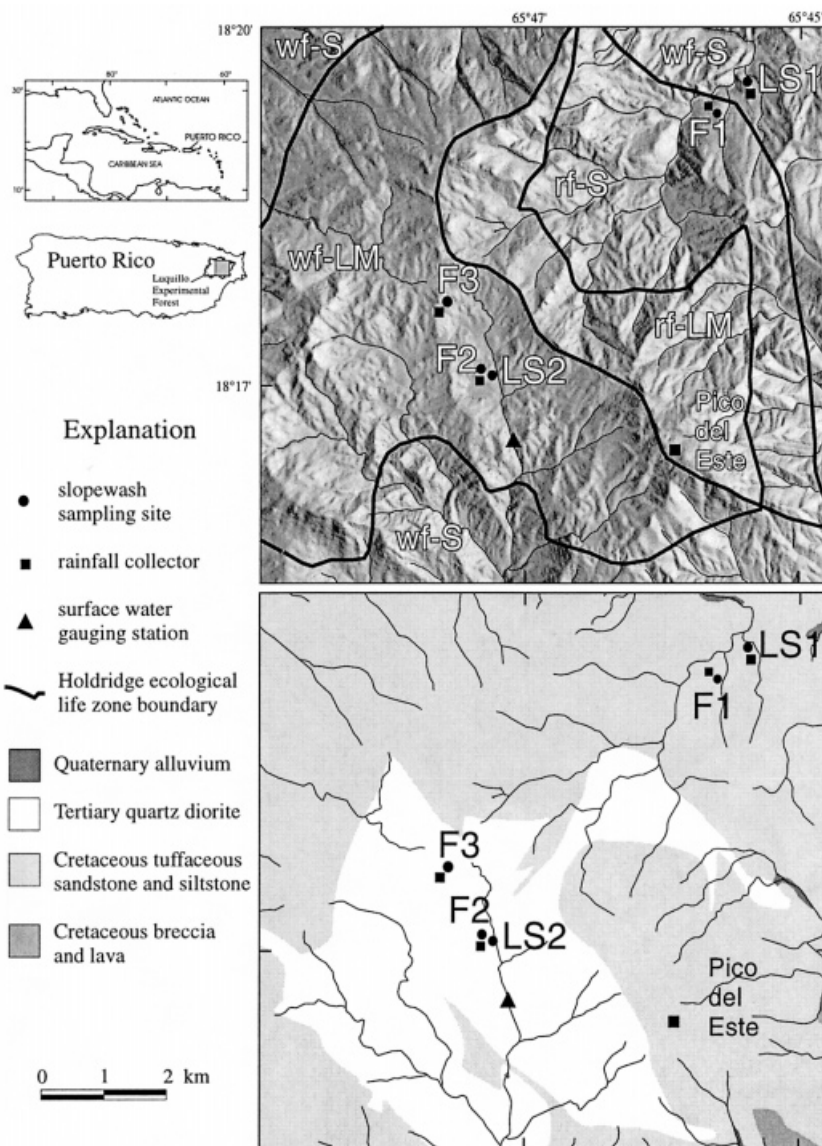 65°47'
65°45'
18°20'
wf-S
wf-S
LS1
F1
rf-S
wf-LM
F3
rf-LM
F2
LS2
18°17'
Pico
del
Este
wf-S
80°
60°
30°
ATLANTIC OCEAN
PUERTO RICO
CARIBBEAN SEA
10°
Puerto Rico
Luquillo
Experimental
Forest
Explanation
slopewash
sampling site
rainfall collector
surface water
gauging station
Holdridge ecological
life zone boundary
Quaternary alluvium
Tertiary quartz diorite
Cretaceous tuffaceous
sandstone and siltstone
Cretaceous breccia
and lava
0 1 2 km
LS1
F1
F3
F2
LS2
Pico
del
Este